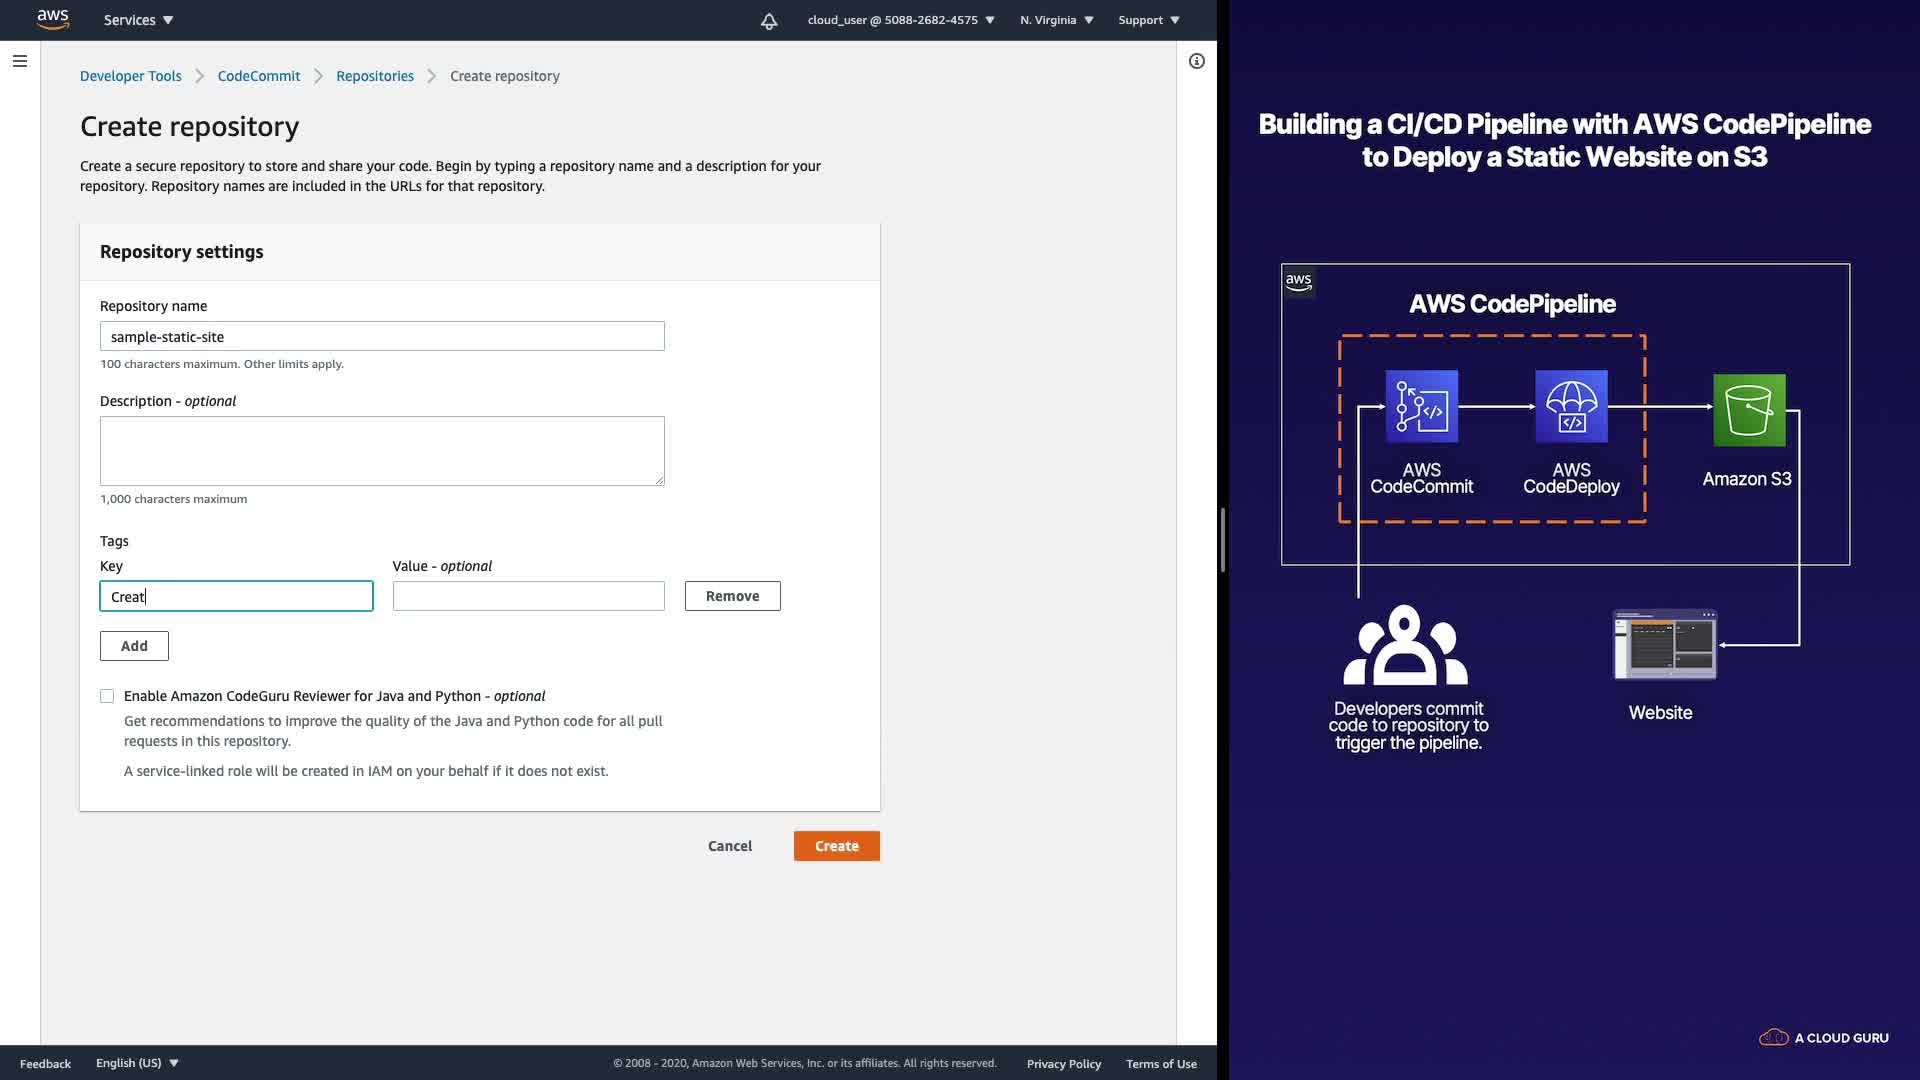 aws
Services
cloud_user @ 5088-2682-4575
N. Virginia
Support
Developer Tools
CodeCommit
Repositories
Create repository
Create repository
Create a secure repository to store and share your code. Begin by typing a repository name and a description for your
repository. Repository names are included in the URLs for that repository.
Repository settings
Repository name
sample-static-site
100 characters maximum. Other limits apply.
Description - optional
1,000 characters maximum
Tags
Key
Value - optional
Creat
Remove
Add
Enable Amazon CodeGuru Reviewer for Java and Python - optional
Get recommendations to improve the quality of the Java and Python code for all pull
requests in this repository.
A service-linked role will be created in IAM on your behalf if it does not exist.
Cancel
Create
Feedback
English (US)
© 2008 - 2020, Amazon Web Services, Inc. or its affiliates. All rights reserved.
Privacy Policy
Terms of Use
Building a CI/CD Pipeline with AWS CodePipeline
to Deploy a Static Website on S3
aws
AWS CodePipeline
AWS
CodeCommit
AWS
CodeDeploy
Amazon S3
Developers commit
code to repository to
trigger the pipeline.
Website
A CLOUD GURU